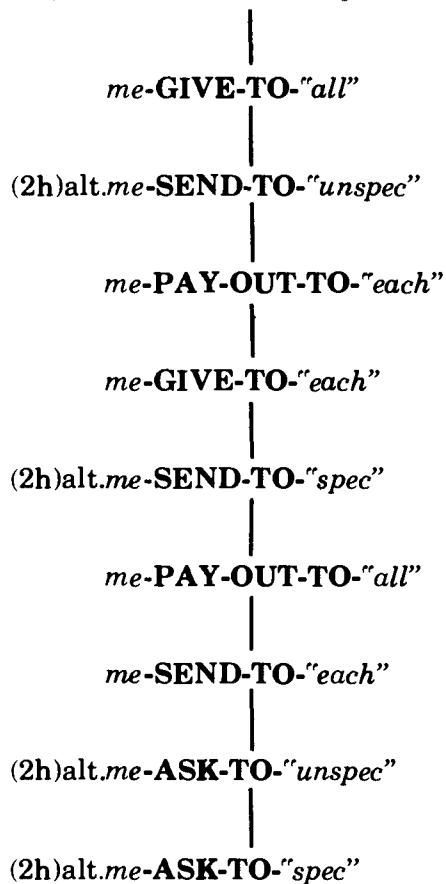 me-GIVE-TO-"all"
(2h)alt.me-SEND-TO-"unspec"
me-PAY-OUT-TO-"each"
me-GIVE-TO-"each"
(2h)alt.me-SEND-TO-"spec"
me-PAY-OUT-TO-"all"
me-SEND-TO-"each"
(2h)alt.me-ASK-TO-"unspec"
(2h)alt.me-ASK-TO-"spec"